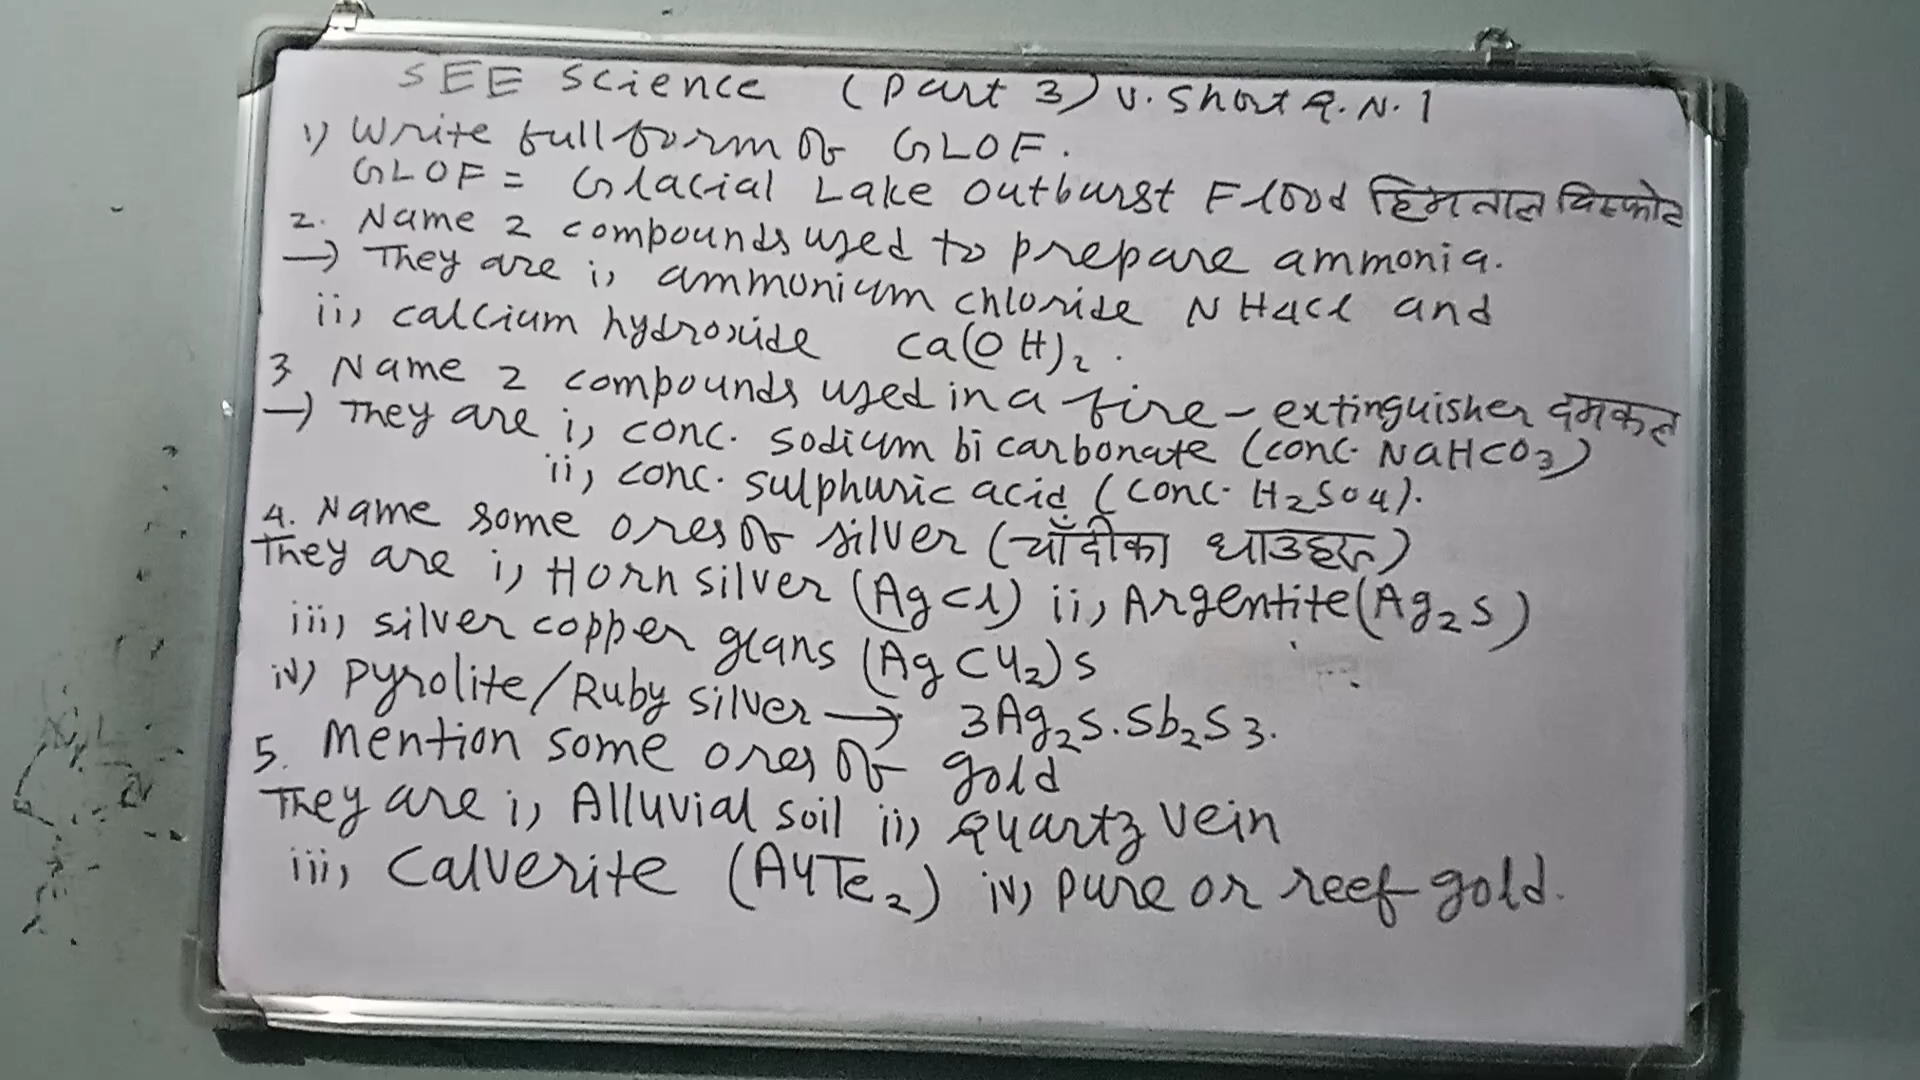 SEE Science (Part 3) V. Short Q.N.1
1) Write full form of GLOF.
GLOF = Glacial Lake Outburst Flood हिमताल विस्फोट
2. Name 2 compounds used to prepare ammonia.
→ They are i, ammonium chloride NH4Cl and
ii, calcium hydroxide Ca(OH)2.
3 Name 2 compounds used in a fire-extinguisher दमकल
→ They are i, conc. sodium bicarbonate (conc. NaHCO3)
ii, conc. sulphuric acid (conc. H2SO4).
4. Name some ores of silver (चाँदीका धाउहरू)
They are i, Horn silver (AgCl) ii, Argentite (Ag2S)
iii, silver copper glans (AgCu2)S
iv) Pyrolite/Ruby silver → 3Ag2S.Sb2S3.
5. Mention some ores of gold
They are i, Alluvial soil ii) Quartz vein
iii, Calverite (AuTe2) iv) Pure or reef gold.